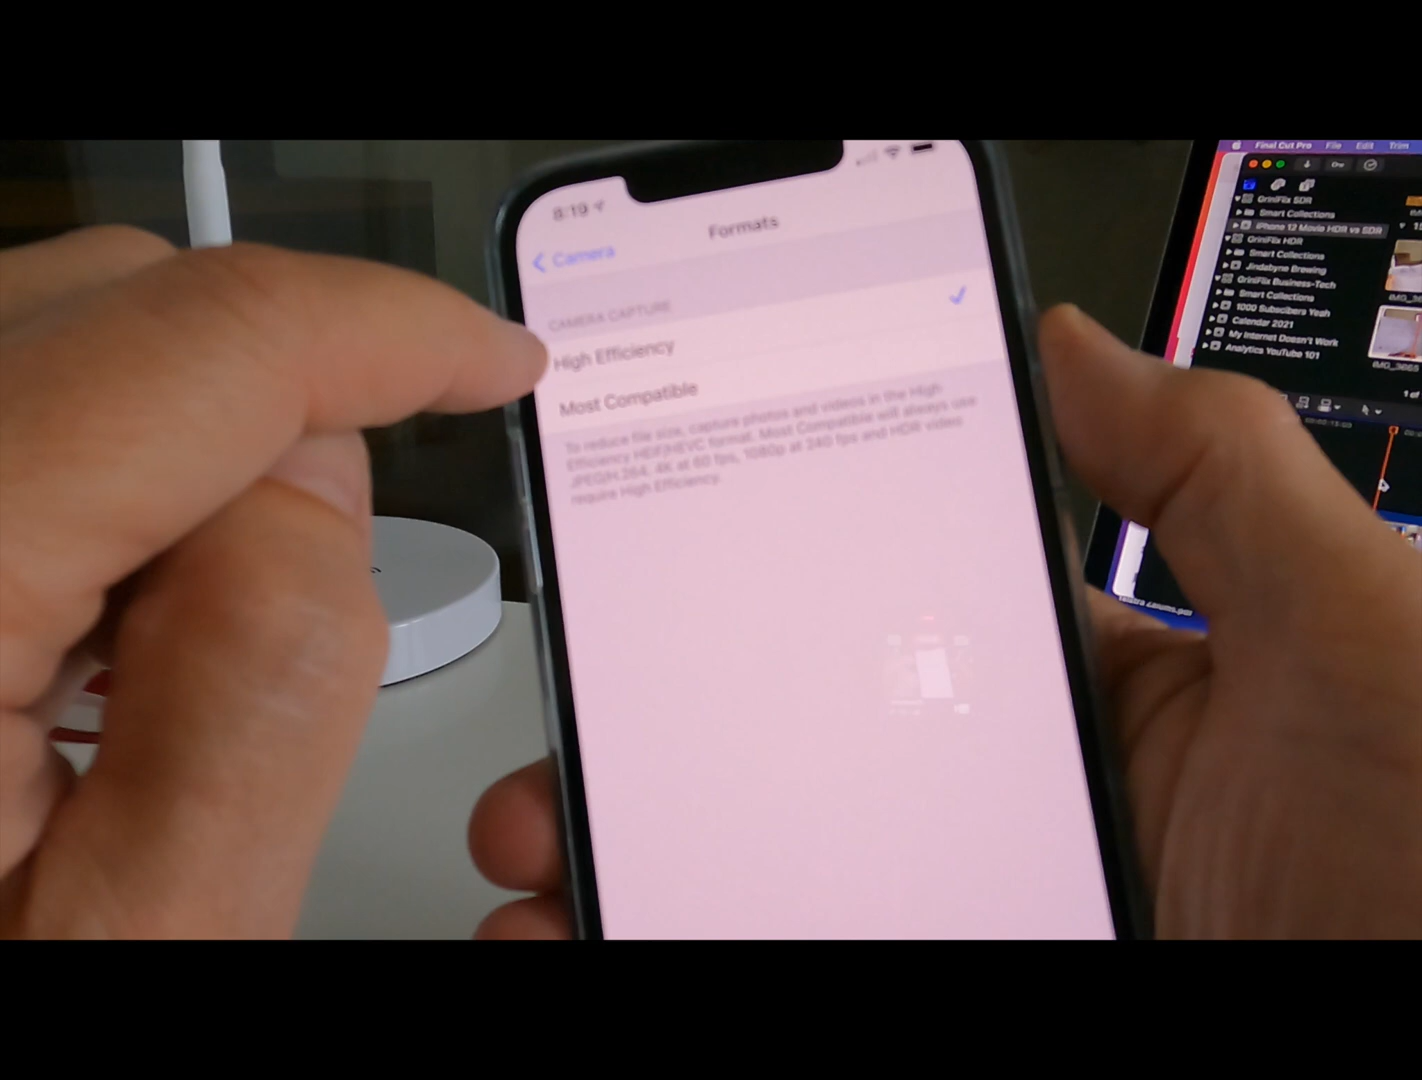 8:19
Formats
Camera
CAMERA CAPTURE
High Efficiency
Most Compatible
To reduce file size, capture photos and videos in the High
Efficiency HEIF/HEVC format. Most Compatible will always use
JPEG/H.264. 4K at 60 fps, 1080p at 240 fps and HDR video
require High Efficiency.
Final Cut Pro File Edit Trim
GriniFlix SDR
Smart Collections
iPhone 12 Movie HDR vs SDR
GriniFlix HDR
Smart Collections
Jindabyne Brewing
GriniFlix Business-Tech
Smart Collections
1000 Subscibers Yeah
Calendar 2021
My Internet Doesn't Work
Analytics YouTube 101